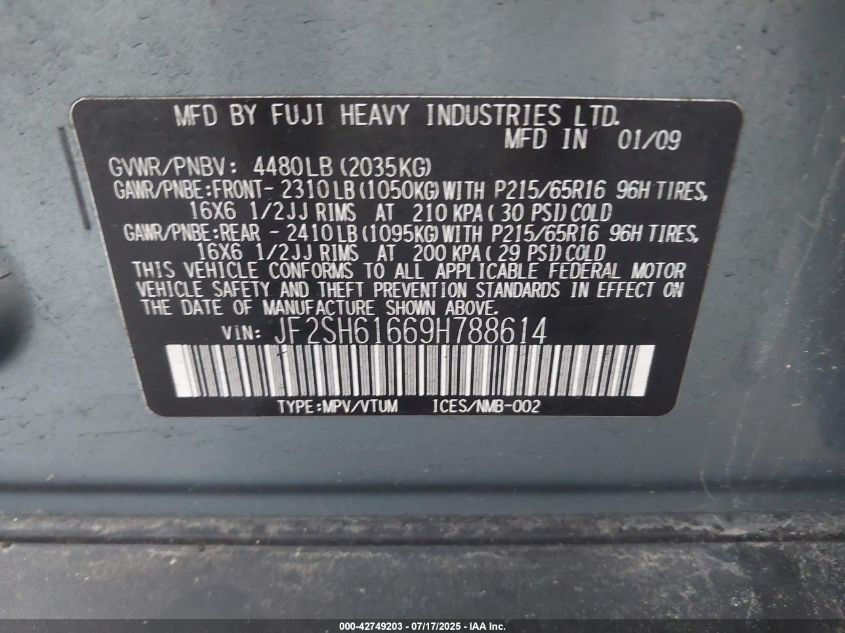 MFD BY FUJI HEAVY INDUSTRIES LTD.
MFD IN 01/09
GVWR/PNBV: 4480LB(2035KG)
GAWR/PNBE:FRONT-2310LB(1050KG)WITH P215/65R16 96H TIRES,
16X6 1/2JJ RIMS AT 210 KPA( 30 PSI)COLD
GAWR/PNBE:REAR -2410LB(1095KG)WITH P215/65R16 96H TIRES,
16X6 1/2JJ RIMS AT 200 KPA( 29 PSI)COLD
THIS VEHICLE CONFORMS TO ALL APPLICABLE FEDERAL MOTOR
VEHICLE SAFETY AND THEFT PREVENTION STANDARDS IN EFFECT ON
THE DATE OF MANUFACTURE SHOWN ABOVE.
VIN: JF2SH61669H788614
TYPE:MPV/VTUM ICES/NMB-002
000-42749203 - 07/17/2025 - IAA Inc.